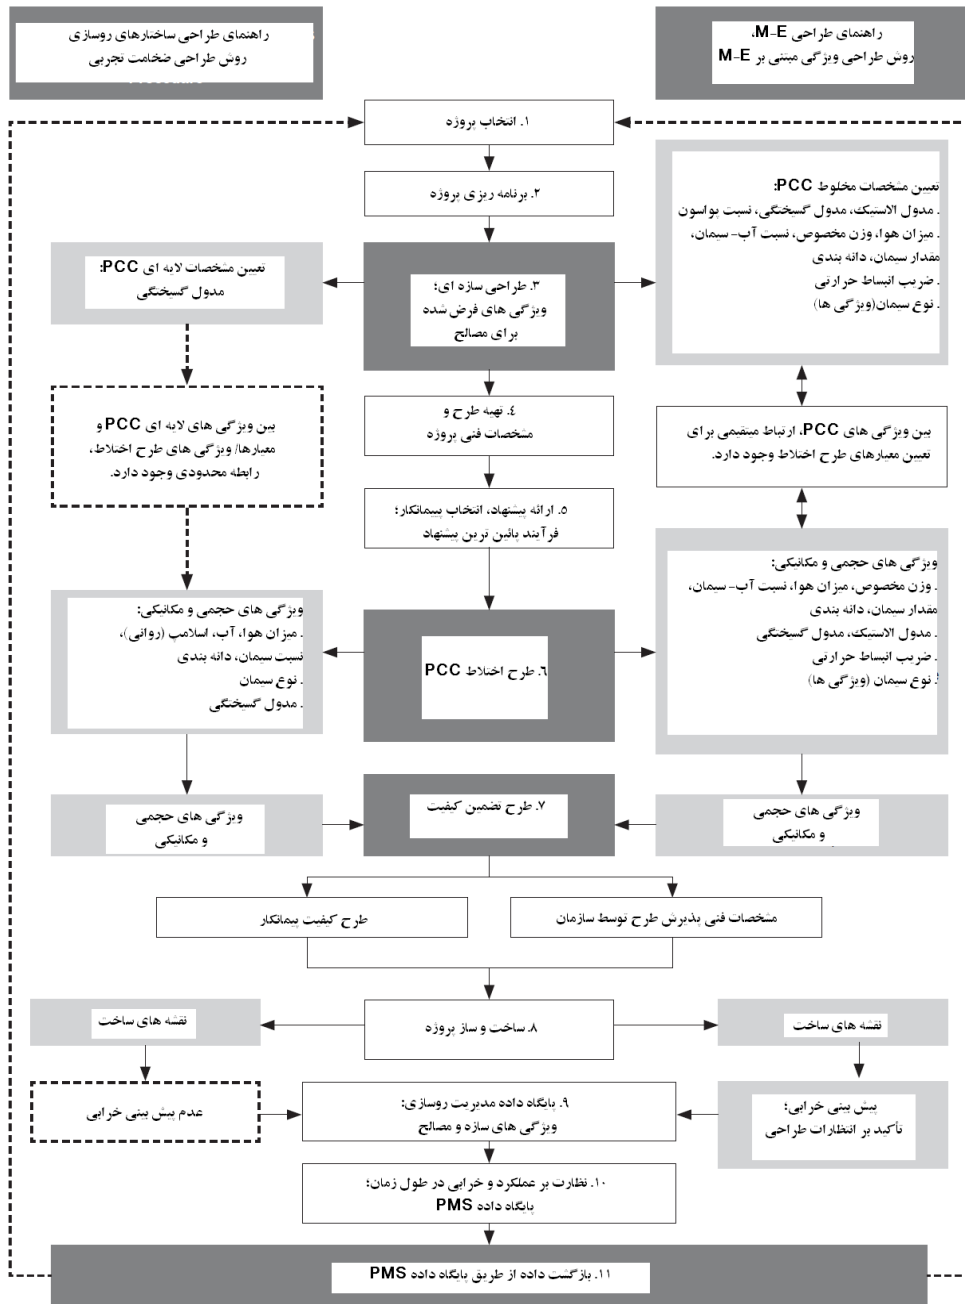 راهنمای طراحی ساختارهای روسازی
روش طراحی ضخامت تجربی
راهنمای طراحی M-E،
روش طراحی ویژگی مبتنی بر M-E
۱. انتخاب پروژه
۲. برنامه ریزی پروژه
تعیین مشخصات مخلوط PCC:
. مدول الاستیک، مدول گسیختگی، نسبت پواسون
. میزان هوا، وزن مخصوص، نسبت آب- سیمان،
مقدار سیمان، دانه بندی
. ضریب انبساط حرارتی
. نوع سیمان(ویژگی ها)
تعیین مشخصات لایه ای PCC:
مدول گسیختگی
۳. طراحی سازه ای؛
ویژگی های فرض شده
برای مصالح
۴. تهیه طرح و
مشخصات فنی پروژه
بین ویژگی های لایه ای PCC و
معیارها/ ویژگی های طرح اختلاط،
رابطه محدودی وجود دارد.
بین ویژگی های PCC، ارتباط میتقیمی برای
تعیین معیارهای طرح اختلاط وجود دارد.
۵. ارائه پیشنهاد، انتخاب پییمانکار؛
فرآیند پائین ترین پیشنهاد
ویژگی های حجمی و مکانیکی:
. میزان هوا، آب، اسلامپ (روانی)،
نسبت سیمان، دانه بندی
. نوع سیمان
. مدول گسیختگی
۶. طرح اختلاط PCC
ویژگی های حجمی و مکانیکی:
. وزن مخصوص، میزان هوا، نسبت آب- سیمان،
مقدار سیمان، دانه بندی
. مدول الاستیک، مدول گسیختگی
. ضریب انبساط حرارتی
. نوع سیمان (ویژگی ها)
ویژگی های حجمی
و مکانیکی
۷. طرح تضمین کیفیت
ویژگی های حجمی
و مکانیکی
طرح کیفیت پیمانکار
مشخصات فنی پذیرش طرح توسط سازمان
نقشه های ساخت
۸. ساخت و ساز پروژه
نقشه های ساخت
عدم پیش بینی خرابی
۹. پایگاه داده مدیریت روسازی:
ویژگی های سازه و مصالح
پیش بینی خرابی؛
تأکید بر انتظارات طراحی
۱۰. نظارت بر عملکرد و خرابی در طول زمان؛
پایگاه داده PMS
۱۱. بازگشت داده از طریق پایگاه داده PMS